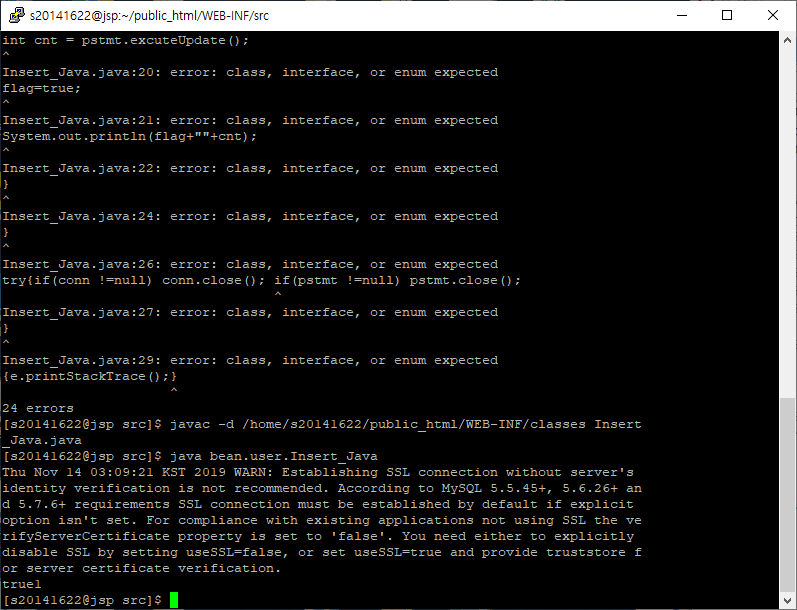 s20141622@jsp:~/public_html/WEB-INF/src
int cnt = pstmt.excuteUpdate();
^
Insert_Java.java:20: error: class, interface, or enum expected
flag=true;
^
Insert_Java.java:21: error: class, interface, or enum expected
System.out.println(flag+""+cnt);
^
Insert_Java.java:22: error: class, interface, or enum expected
}
^
Insert_Java.java:24: error: class, interface, or enum expected
}
^
Insert_Java.java:26: error: class, interface, or enum expected
try{if(conn !=null) conn.close(); if(pstmt !=null) pstmt.close();
^
Insert_Java.java:27: error: class, interface, or enum expected
}
^
Insert_Java.java:29: error: class, interface, or enum expected
{e.printStackTrace();}
^
24 errors
[s20141622@jsp src]$ javac -d /home/s20141622/public_html/WEB-INF/classes Insert
_Java.java
[s20141622@jsp src]$ java bean.user.Insert_Java
Thu Nov 14 03:09:21 KST 2019 WARN: Establishing SSL connection without server's
identity verification is not recommended. According to MySQL 5.5.45+, 5.6.26+ an
d 5.7.6+ requirements SSL connection must be established by default if explicit
option isn't set. For compliance with existing applications not using SSL the ve
rifyServerCertificate property is set to 'false'. You need either to explicitly
disable SSL by setting useSSL=false, or set useSSL=true and provide truststore f
or server certificate verification.
true1
[s20141622@jsp src]$